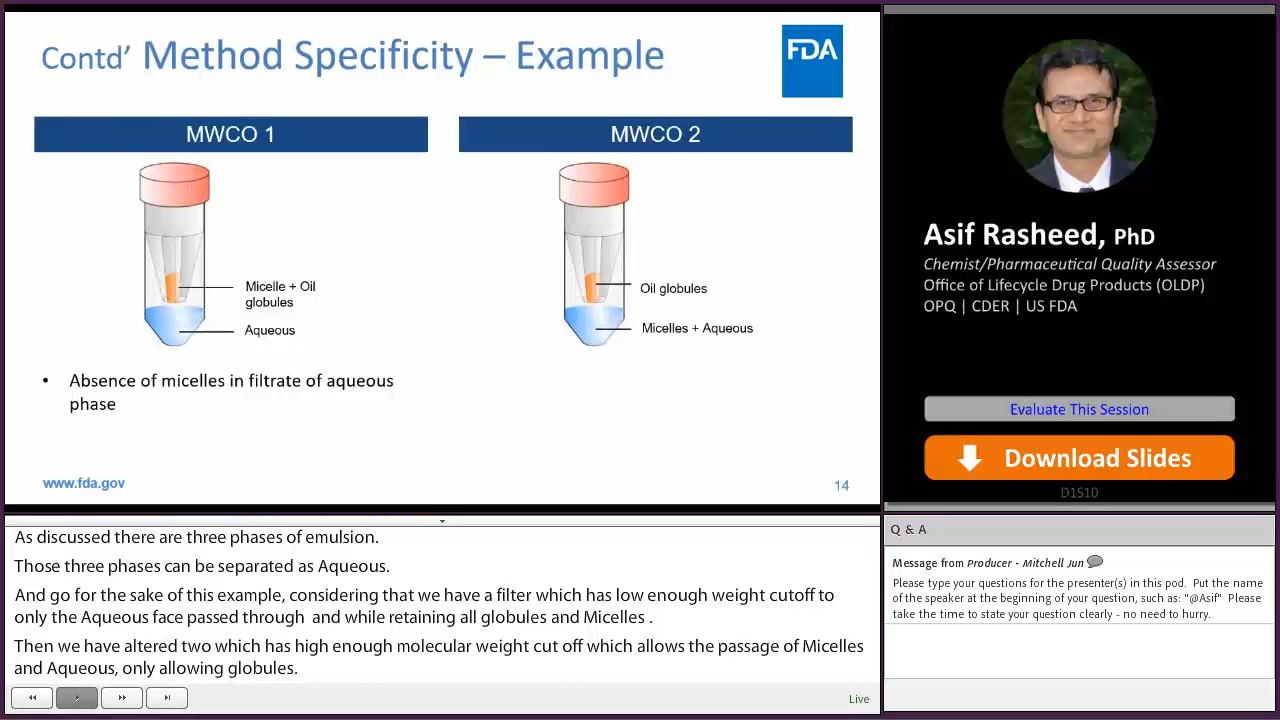 Contd’ Method Specificity – Example
FDA
MWCO 1
MWCO 2
Micelle + Oil
globules
Aqueous
Oil globules
Micelles + Aqueous
• Absence of micelles in filtrate of aqueous
phase
www.fda.gov
14
Asif Rasheed, PhD
Chemist/Pharmaceutical Quality Assessor
Office of Lifecycle Drug Products (OLDP)
OPQ | CDER | US FDA
Evaluate This Session
Download Slides
D1S10
As discussed there are three phases of emulsion.
Those three phases can be separated as Aqueous.
And go for the sake of this example, considering that we have a filter which has low enough weight cutoff to
only the Aqueous face passed through and while retaining all globules and Micelles .
Then we have altered two which has high enough molecular weight cut off which allows the passage of Micelles
and Aqueous, only allowing globules.
Live
Q & A
Message from Producer - Mitchell Jun
Please type your questions for the presenter(s) in this pod. Put the name
of the speaker at the beginning of your question, such as: "@Asif" Please
take the time to state your question clearly - no need to hurry.